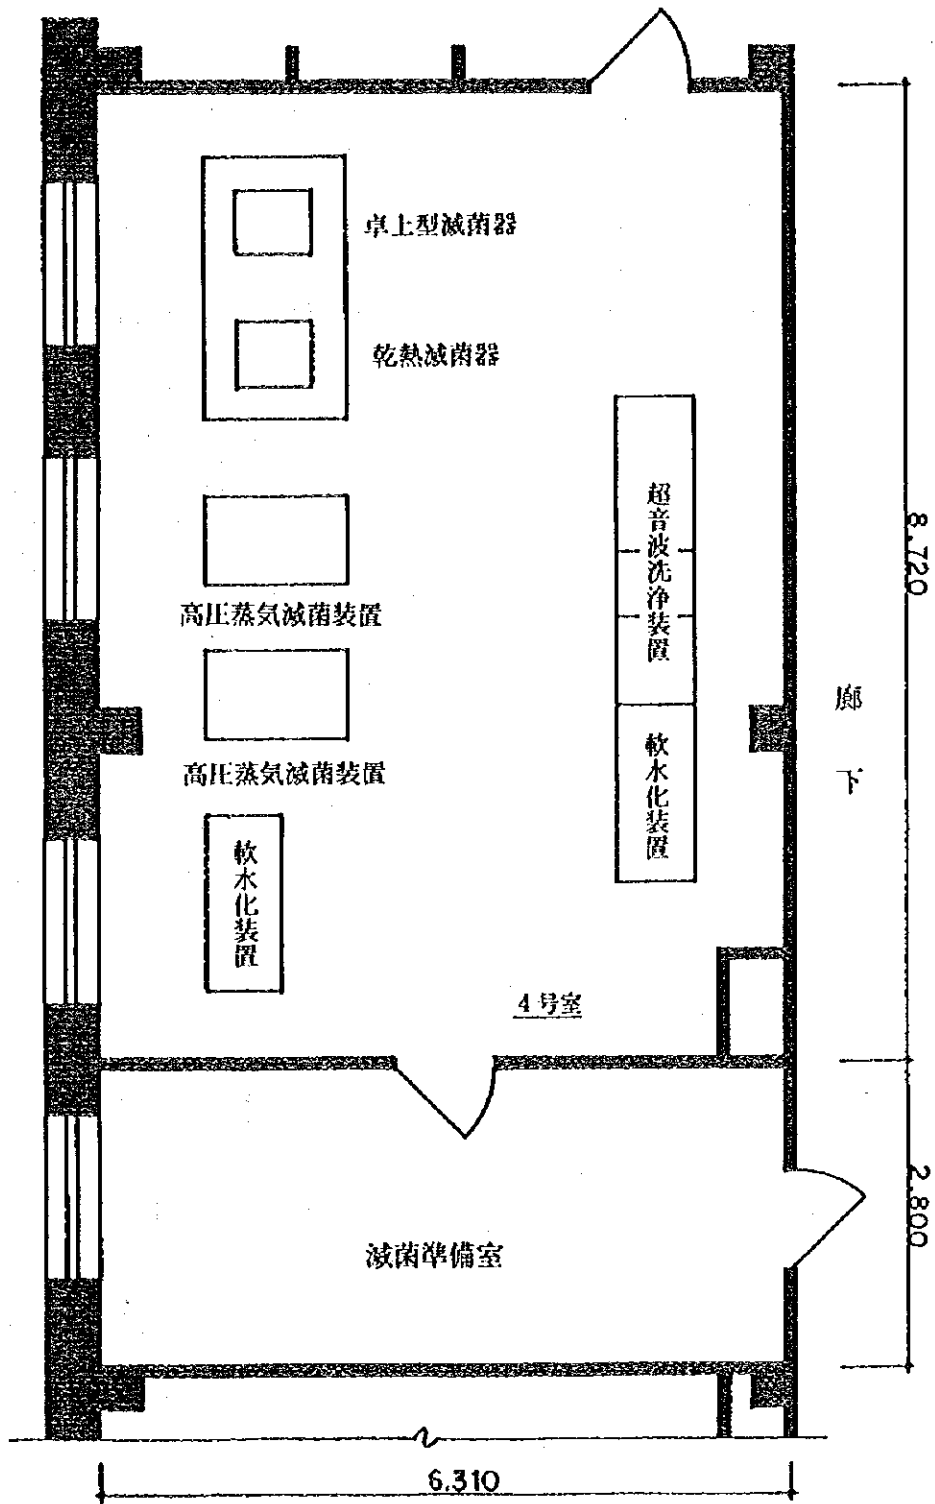 卓上型滅菌器
乾熱滅菌器
超音波洗浄装置
高圧蒸気滅菌装置
高圧蒸気滅菌装置
軟水化装置
軟水化装置
4号室
滅菌準備室
廊下
8.720
2.800
6.310